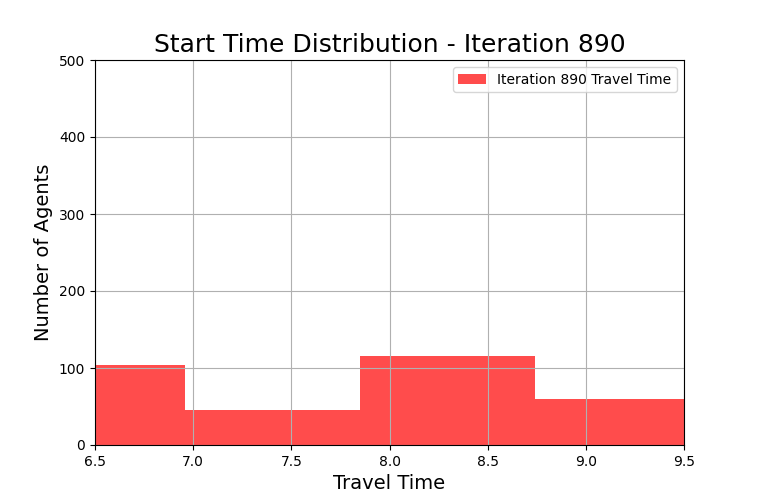 Start Time Distribution - Iteration 890
500
400
300
200
100
0
Number of Agents
Iteration 890 Travel Time
6.5 7.0 7.5 8.0 8.5 9.0 9.5
Travel Time